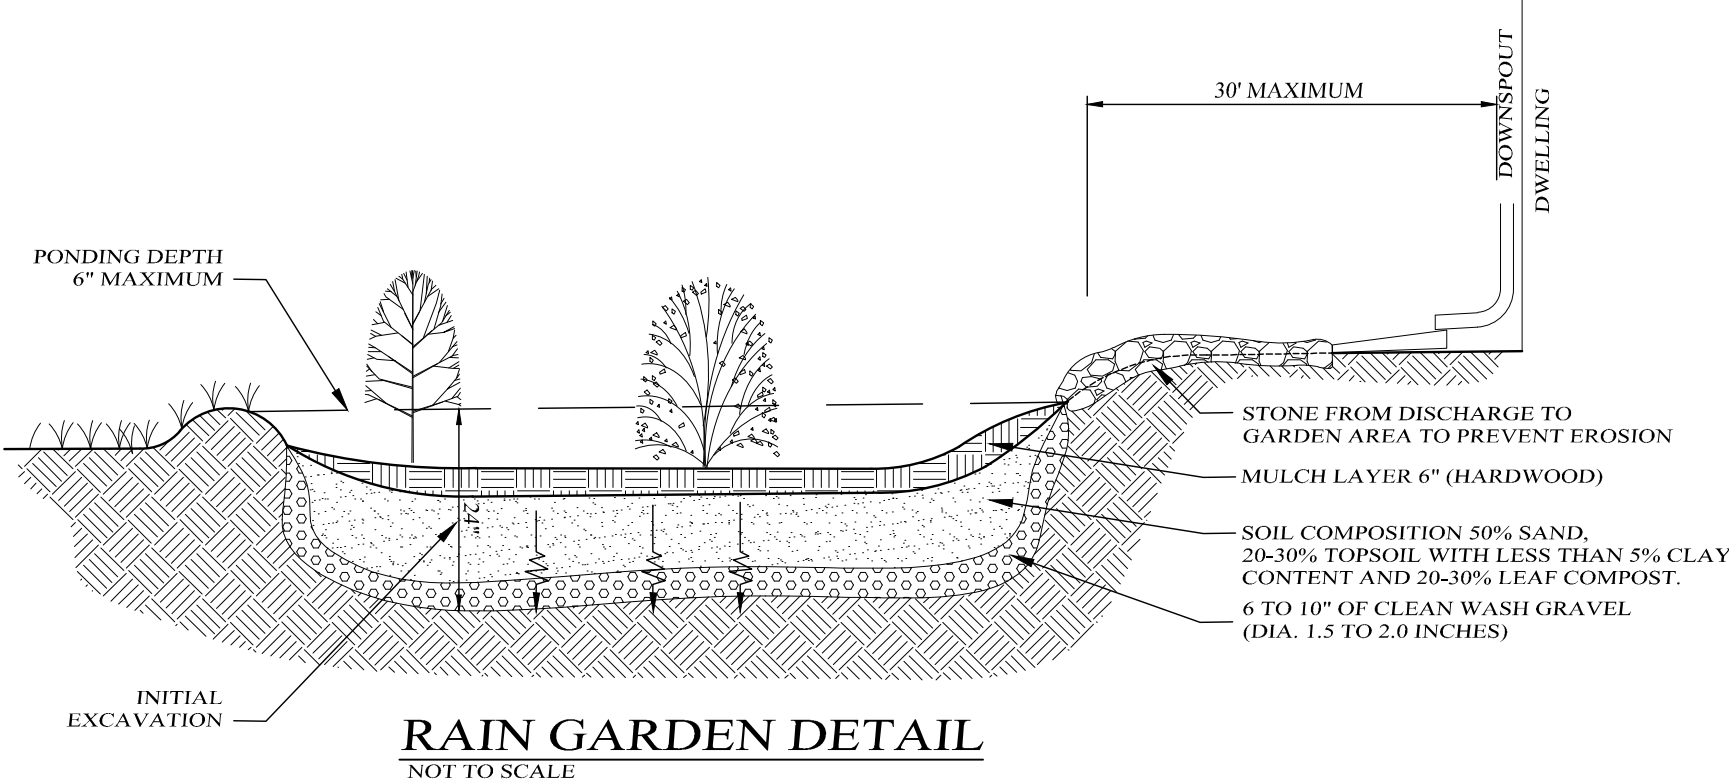 30' MAXIMUM
DOWNSPOUT
DWELLING
PONDING DEPTH
6" MAXIMUM
STONE FROM DISCHARGE TO
GARDEN AREA TO PREVENT EROSION
MULCH LAYER 6" (HARDWOOD)
24"
SOIL COMPOSITION 50% SAND,
20-30% TOPSOIL WITH LESS THAN 5% CLAY
CONTENT AND 20-30% LEAF COMPOST.
6 TO 10" OF CLEAN WASH GRAVEL
(DIA. 1.5 TO 2.0 INCHES)
INITIAL
EXCAVATION
RAIN GARDEN DETAIL
NOT TO SCALE